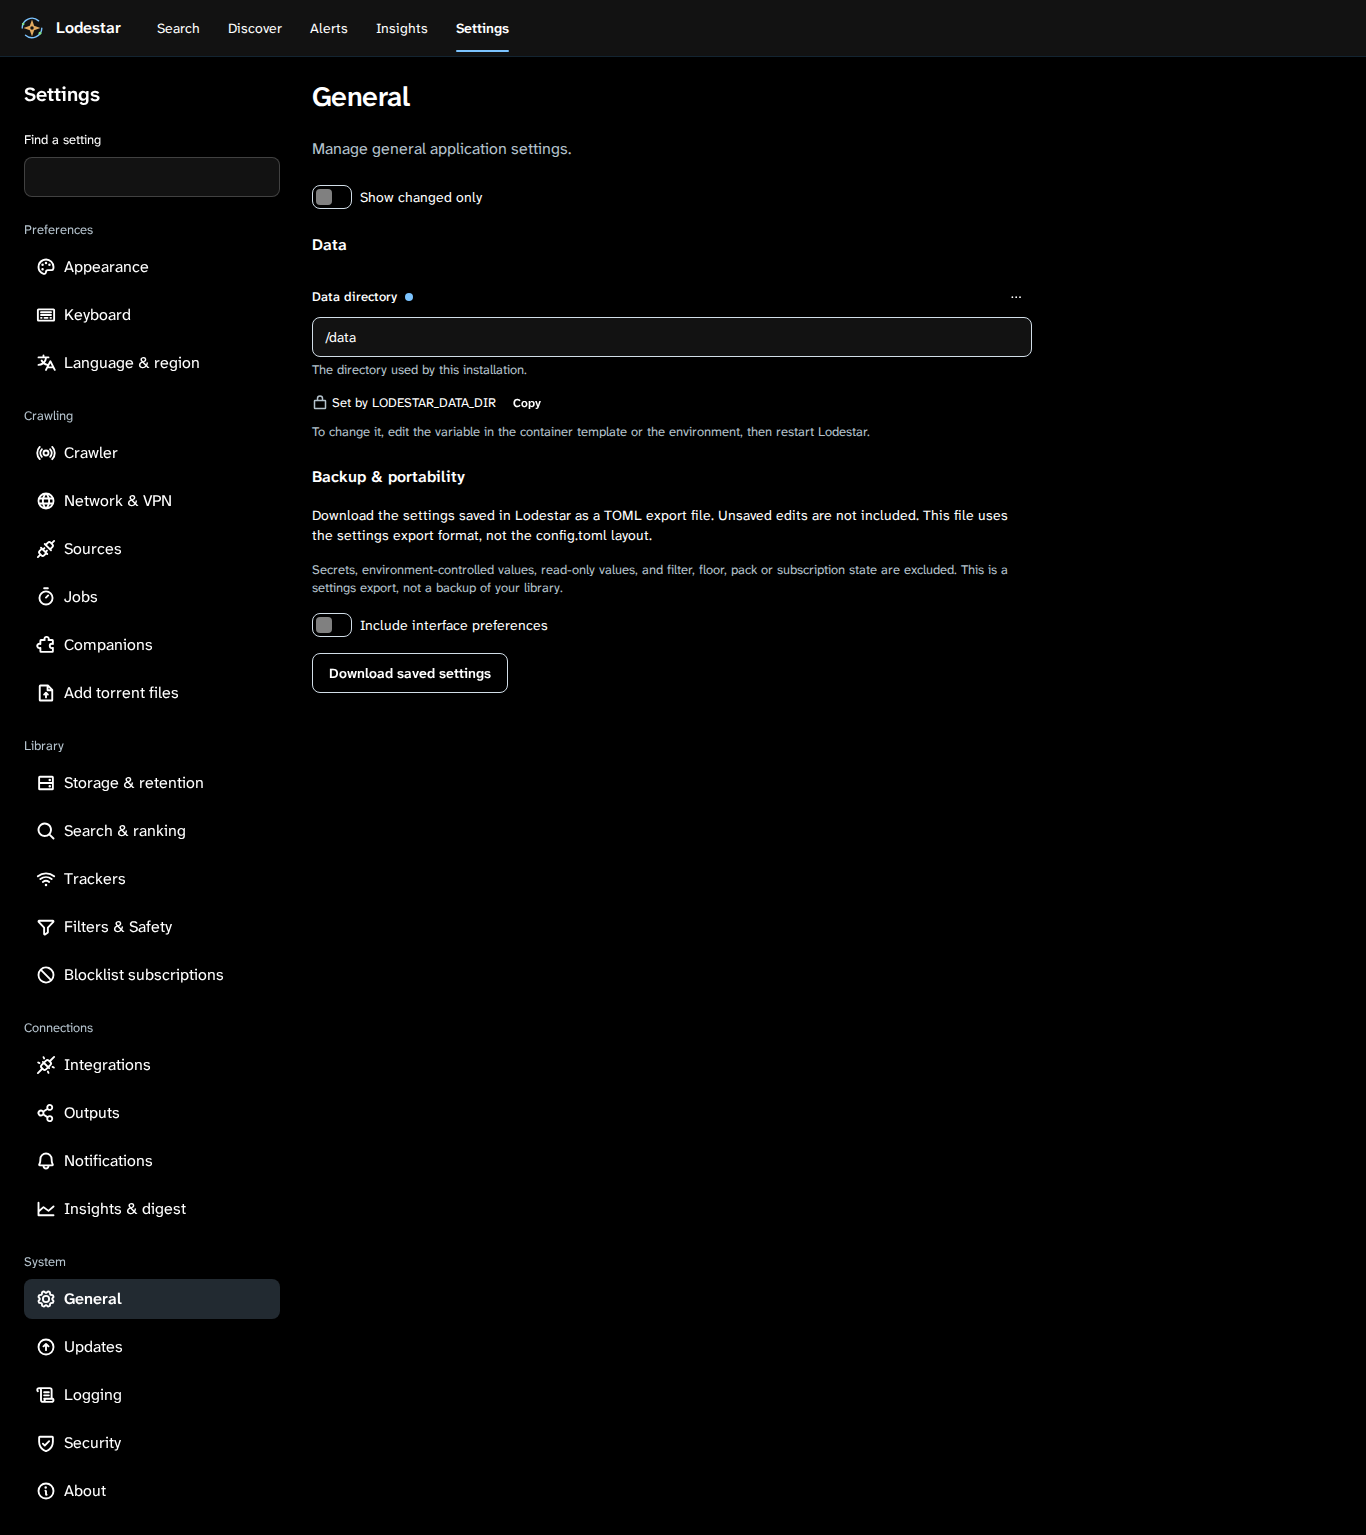 Lodestar
Search
Discover
Alerts
Insights
Settings
Settings
Find a setting
Preferences
Appearance
Keyboard
Language & region
Crawling
Crawler
Network & VPN
Sources
Jobs
Companions
Add torrent files
Library
Storage & retention
Search & ranking
Trackers
Filters & Safety
Blocklist subscriptions
Connections
Integrations
Outputs
Notifications
Insights & digest
System
General
Updates
Logging
Security
About
General
Manage general application settings.
Show changed only
Data
Data directory
/data
The directory used by this installation.
Set by LODESTAR_DATA_DIR
Copy
To change it, edit the variable in the container template or the environment, then restart Lodestar.
Backup & portability
Download the settings saved in Lodestar as a TOML export file. Unsaved edits are not included. This file uses
the settings export format, not the config.toml layout.
Secrets, environment-controlled values, read-only values, and filter, floor, pack or subscription state are excluded. This is a
settings export, not a backup of your library.
Include interface preferences
Download saved settings